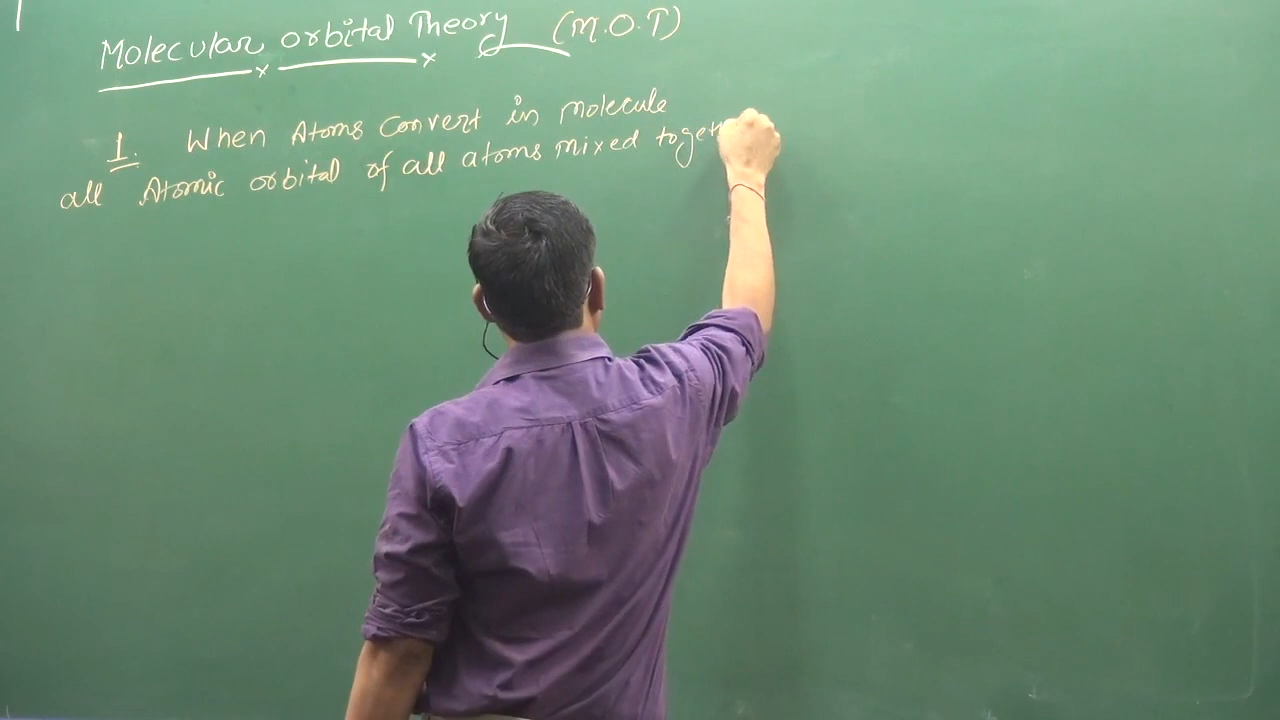 Molecular orbital Theory (M.O.T)
1. When Atoms convert in molecule
all Atomic orbital of all atoms mixed toget